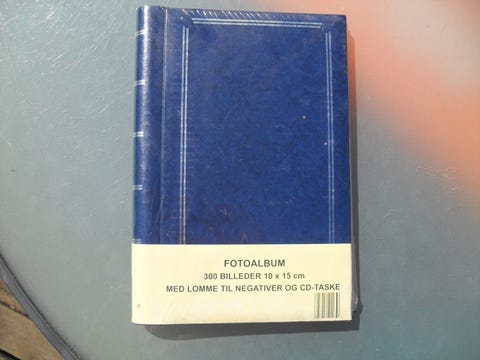 FOTOALBUM
300 BILLEDER 10 x 15 cm
MED LOMME TIL NEGATIVER OG CD-TASKE